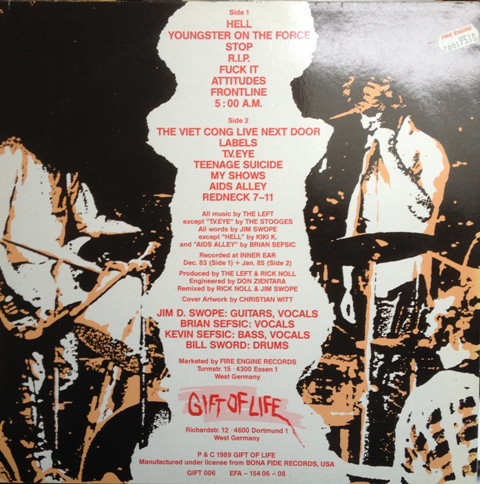 Side 1
HELL
YOUNGSTER ON THE FORCE
STOP
R.I.P.
FUCK IT
ATTITUDES
FRONTLINE
5:00 A.M.
Side 2
THE VIET CONG LIVE NEXT DOOR
LABELS
T.V.EYE
TEENAGE SUICIDE
MY SHOWS
AIDS ALLEY
REDNECK 7–11
All music by THE LEFT
except "T.V.EYE" by THE STOOGES
All words by JIM SWOPE
except "HELL" by KIKI K.
and "AIDS ALLEY" by BRIAN SEFSIC
Recorded at INNER EAR
Dec. 83 (Side 1) + Jan. 85 (Side 2)
Produced by THE LEFT & RICK NOLL
Engineered by DON ZIENTARA
Remixed by RICK NOLL & JIM SWOPE
Cover Artwork by CHRISTIAN WITT
JIM D. SWOPE: GUITARS, VOCALS
BRIAN SEFSIC: VOCALS
KEVIN SEFSIC: BASS, VOCALS
BILL SWORD: DRUMS
Marketed by FIRE ENGINE RECORDS
Turmstr. 15 · 4300 Essen 1
West Germany
GIFT OF LIFE
Richardstr. 12 · 4600 Dortmund 1
West Germany
P & C 1989 GIFT OF LIFE
Manufactured under license from BONA FIDE RECORDS, USA
GIFT 006 EFA – 154 06 – 08
FIRE ENGINE